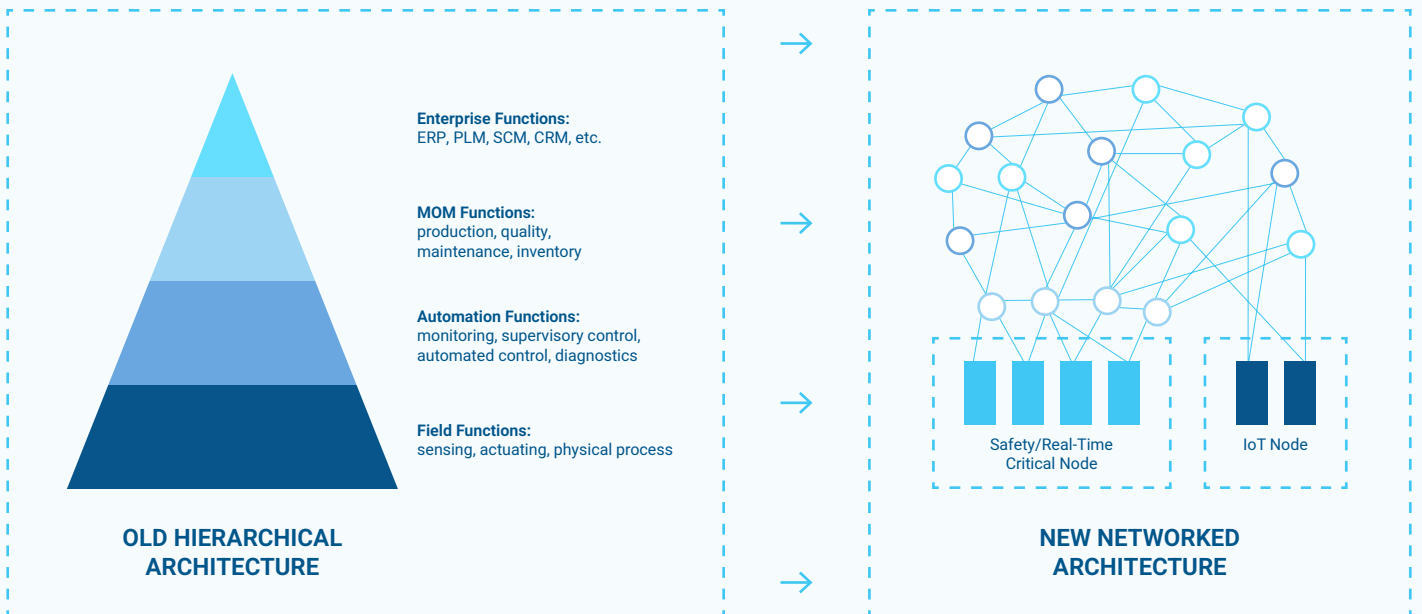 Enterprise Functions:
ERP, PLM, SCM, CRM, etc.
MOM Functions:
production, quality,
maintenance, inventory
Automation Functions:
monitoring, supervisory control,
automated control, diagnostics
Field Functions:
sensing, actuating, physical process
OLD HIERARCHICAL
ARCHITECTURE
Safety/Real-Time
Critical Node
IoT Node
NEW NETWORKED
ARCHITECTURE